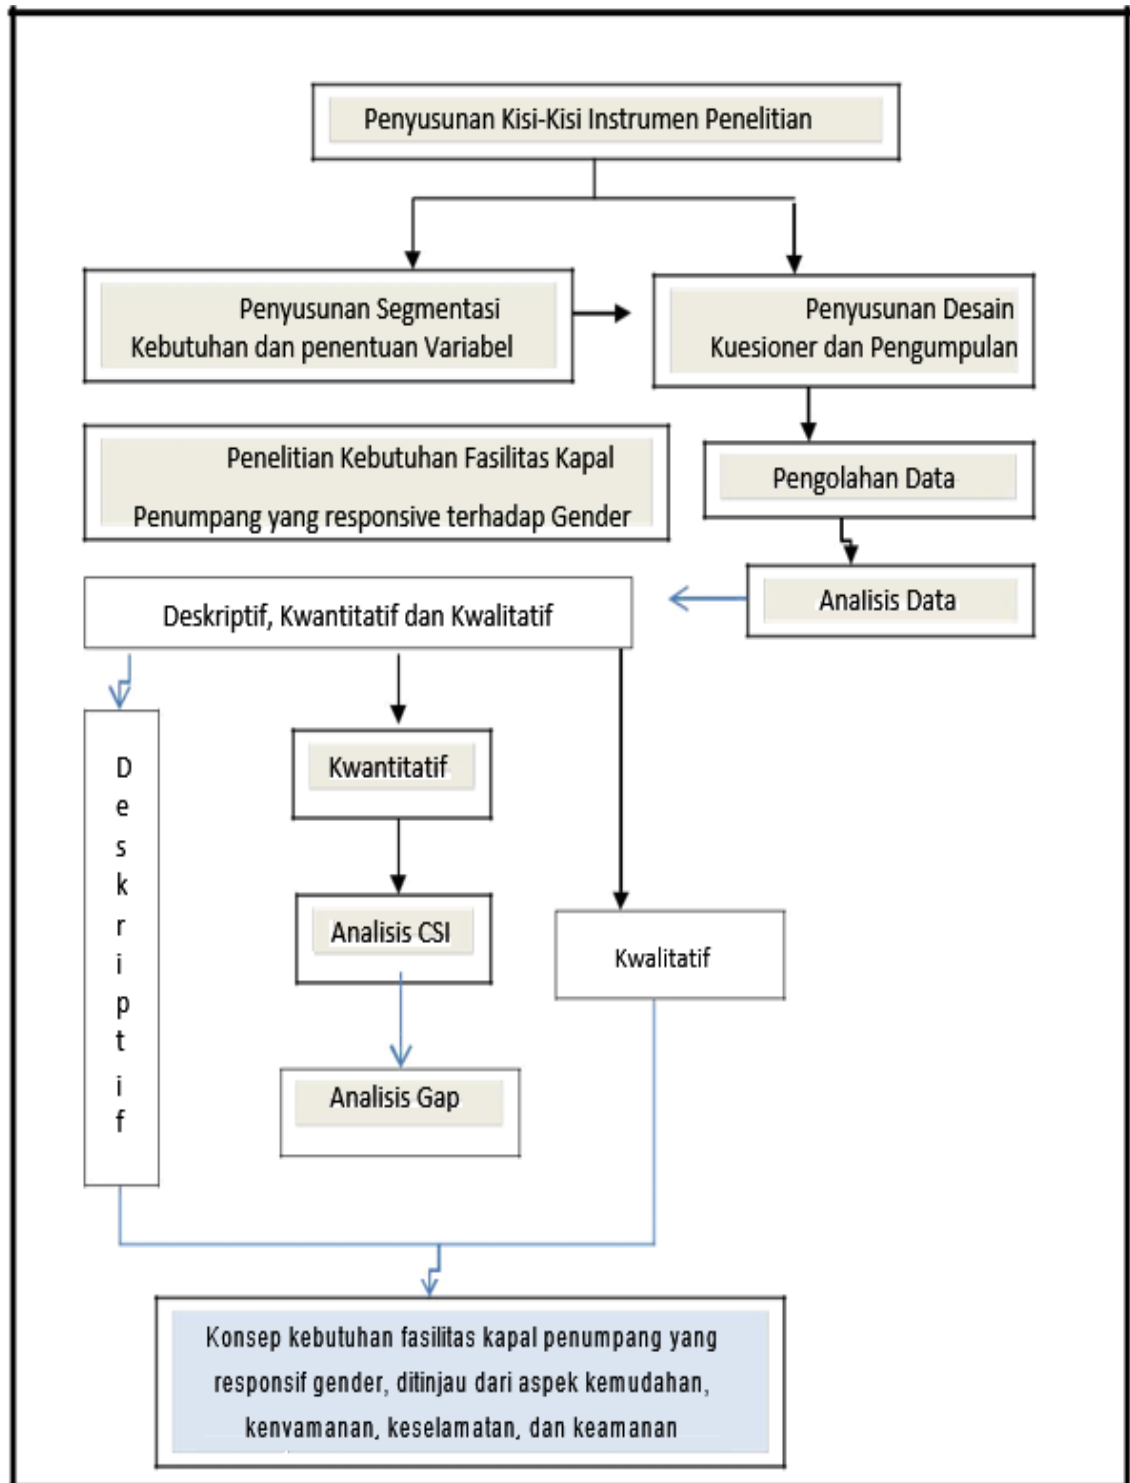 Penyusunan Kisi-Kisi Instrumen Penelitian
Penyusunan Segmentasi
Kebutuhan dan penentuan Variabel
Penyusunan Desain
Kuesioner dan Pengumpulan
Penelitian Kebutuhan Fasilitas Kapal
Penumpang yang responsive terhadap Gender
Pengolahan Data
Analisis Data
Deskriptif, Kwantitatif dan Kwalitatif
D
e
s
k
r
i
p
t
i
f
Kwantitatif
Analisis CSI
Kwalitatif
Analisis Gap
Konsep kebutuhan fasilitas kapal penumpang yang
responsif gender, ditinjau dari aspek kemudahan,
kenvamanan, keselamatan, dan keamanan